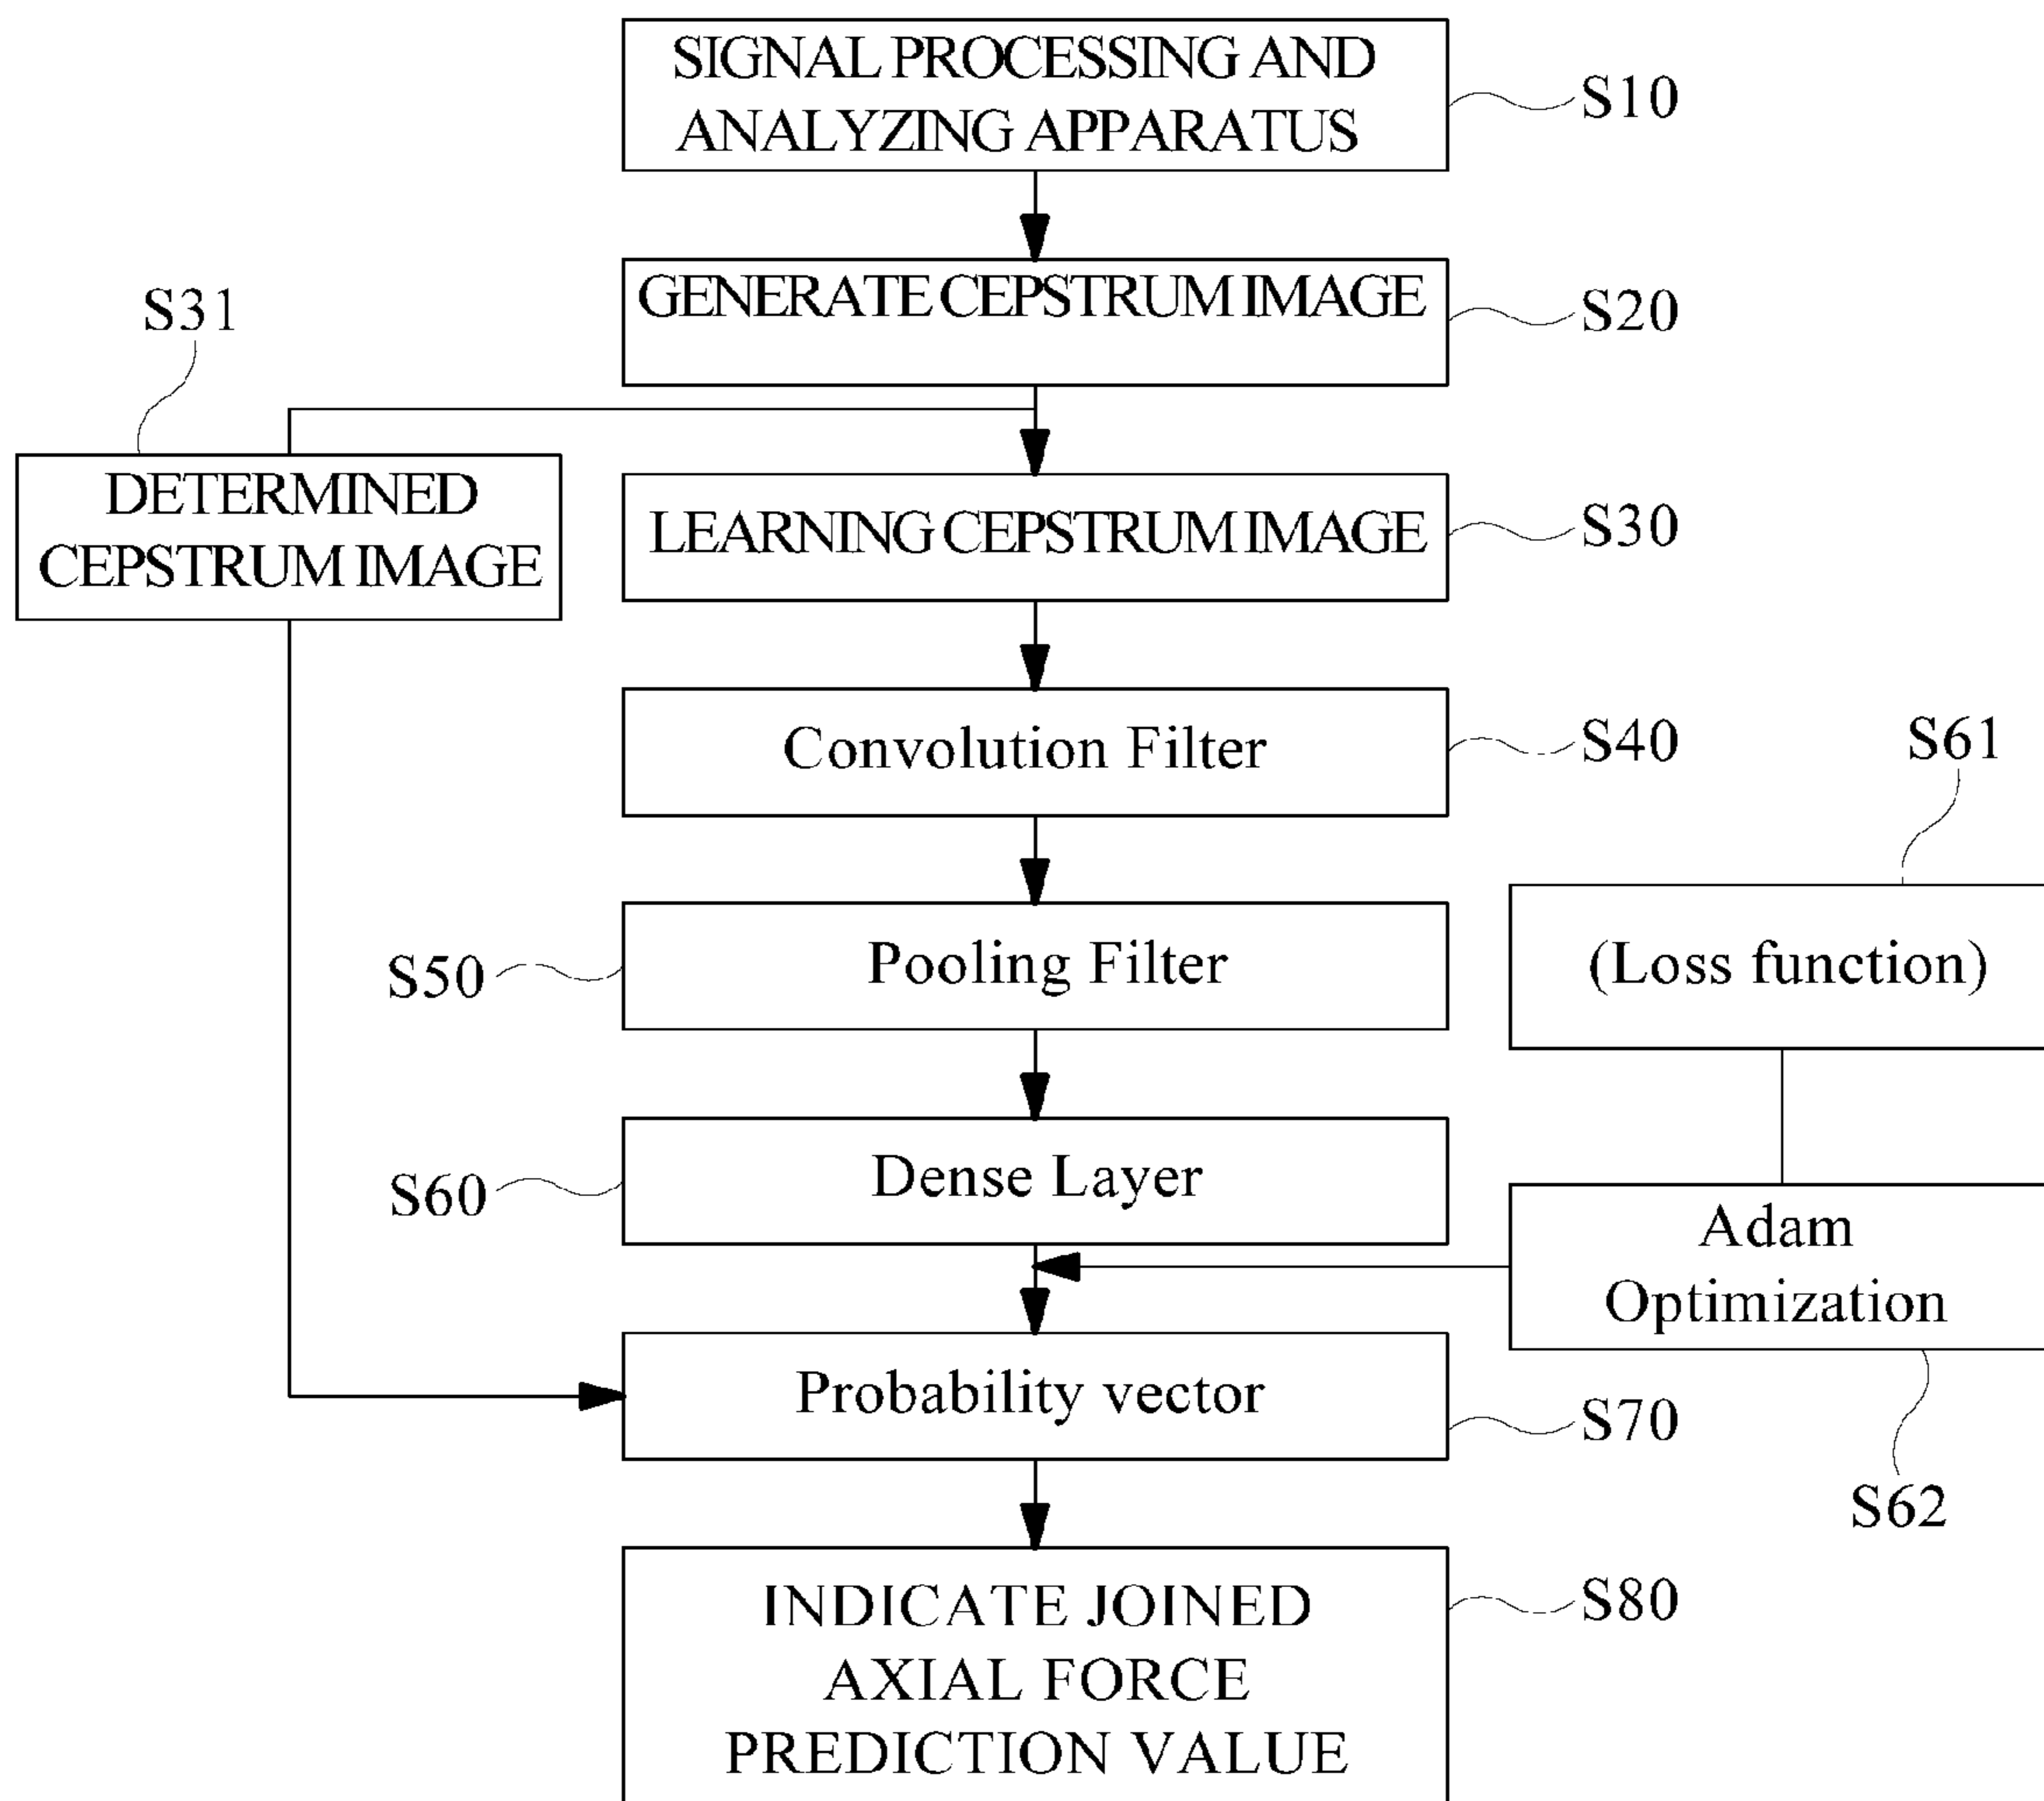 SIGNAL PROCESSING AND
ANALYZING APPARATUS
S10
GENERATE CEPSTRUM IMAGE
S20
S31
DETERMINED
CEPSTRUM IMAGE
LEARNING CEPSTRUM IMAGE
S30
Convolution Filter
S40
S61
S50
Pooling Filter
(Loss function)
S60
Dense Layer
Adam
Optimization
Probability vector
S70
S62
INDICATE JOINED
AXIAL FORCE
PREDICTION VALUE
S80